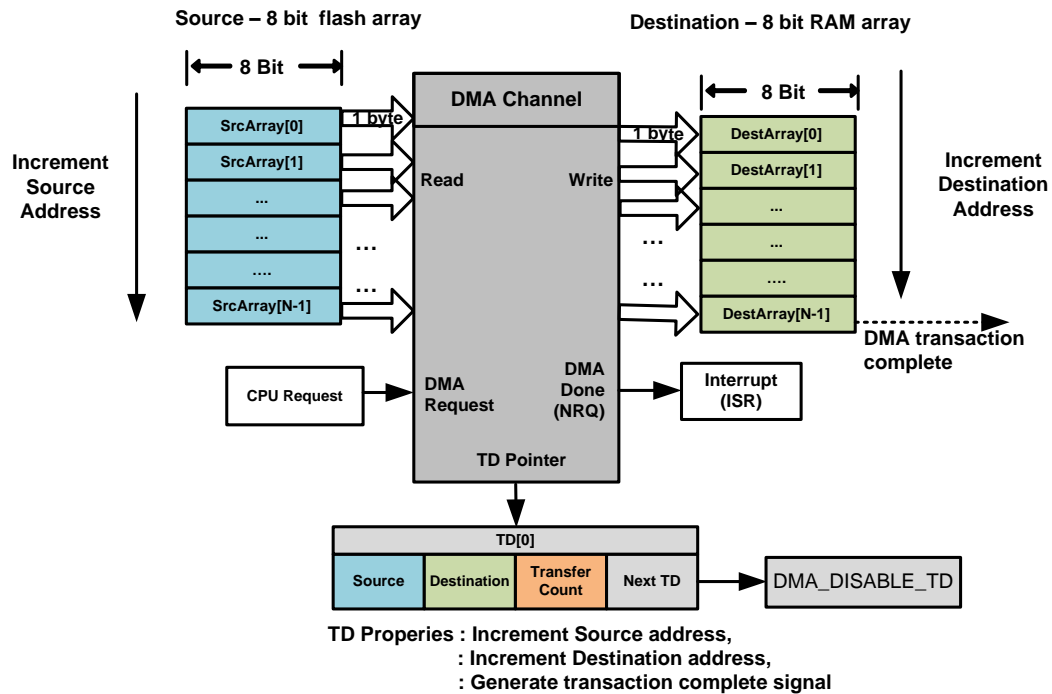 Source – 8 bit  flash array
Destination – 8 bit RAM array
8 Bit
8 Bit
DMA Channel
SrcArray[0]
1 byte
1 byte
DestArray[0]
SrcArray[1]
DestArray[1]
Increment
Source
Address
Read
Write
Increment
Destination
Address
...
...
...
...
...
...
....
...
...
....
SrcArray[N-1]
DestArray[N-1]
DMA transaction
complete
CPU Request
DMA
Request
DMA
Done
(NRQ)
Interrupt
(ISR)
TD Pointer
TD[0]
Source
Destination
Transfer
Count
Next TD
DMA_DISABLE_TD
TD Properies : Increment Source address,
: Increment Destination address,
: Generate transaction complete signal